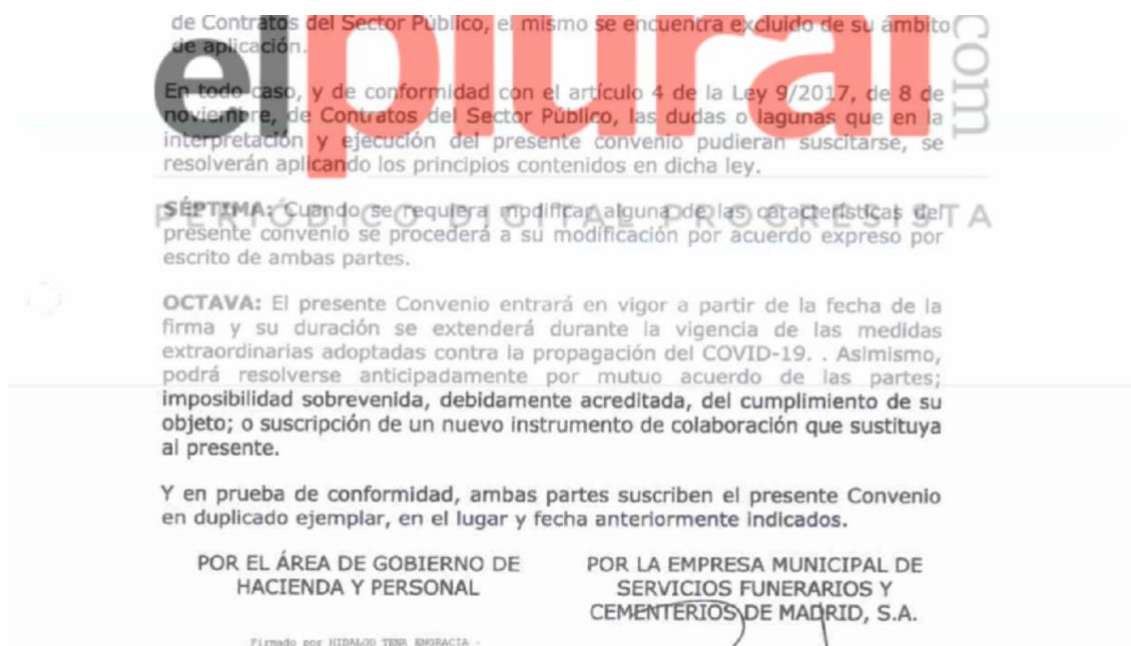 de Contratos del Sector Público, el mismo se encuentra excluido de su ámbito
de aplicación.
elplural
com
En todo caso, y de conformidad con el artículo 4 de la Ley 9/2017, de 8 de
noviembre, de Contratos del Sector Público, las dudas o lagunas que en la
interpretación y ejecución del presente convenio pudieran suscitarse, se
resolverán aplicando los principios contenidos en dicha ley.
PERIÓDICO DIGITAL PROGRESISTA
SÉPTIMA: Cuando se requiera modificar alguna de las características del
presente convenio se procederá a su modificación por acuerdo expreso por
escrito de ambas partes.
OCTAVA: El presente Convenio entrará en vigor a partir de la fecha de la
firma y su duración se extenderá durante la vigencia de las medidas
extraordinarias adoptadas contra la propagación del COVID-19. . Asimismo,
podrá resolverse anticipadamente por mutuo acuerdo de las partes;
imposibilidad sobrevenida, debidamente acreditada, del cumplimiento de su
objeto; o suscripción de un nuevo instrumento de colaboración que sustituya
al presente.
Y en prueba de conformidad, ambas partes suscriben el presente Convenio
en duplicado ejemplar, en el lugar y fecha anteriormente indicados.
POR EL ÁREA DE GOBIERNO DE
HACIENDA Y PERSONAL
POR LA EMPRESA MUNICIPAL DE
SERVICIOS FUNERARIOS Y
CEMENTERIOS DE MADRID, S.A.
Firmado por HIDALGO TENA ENGRACIA -